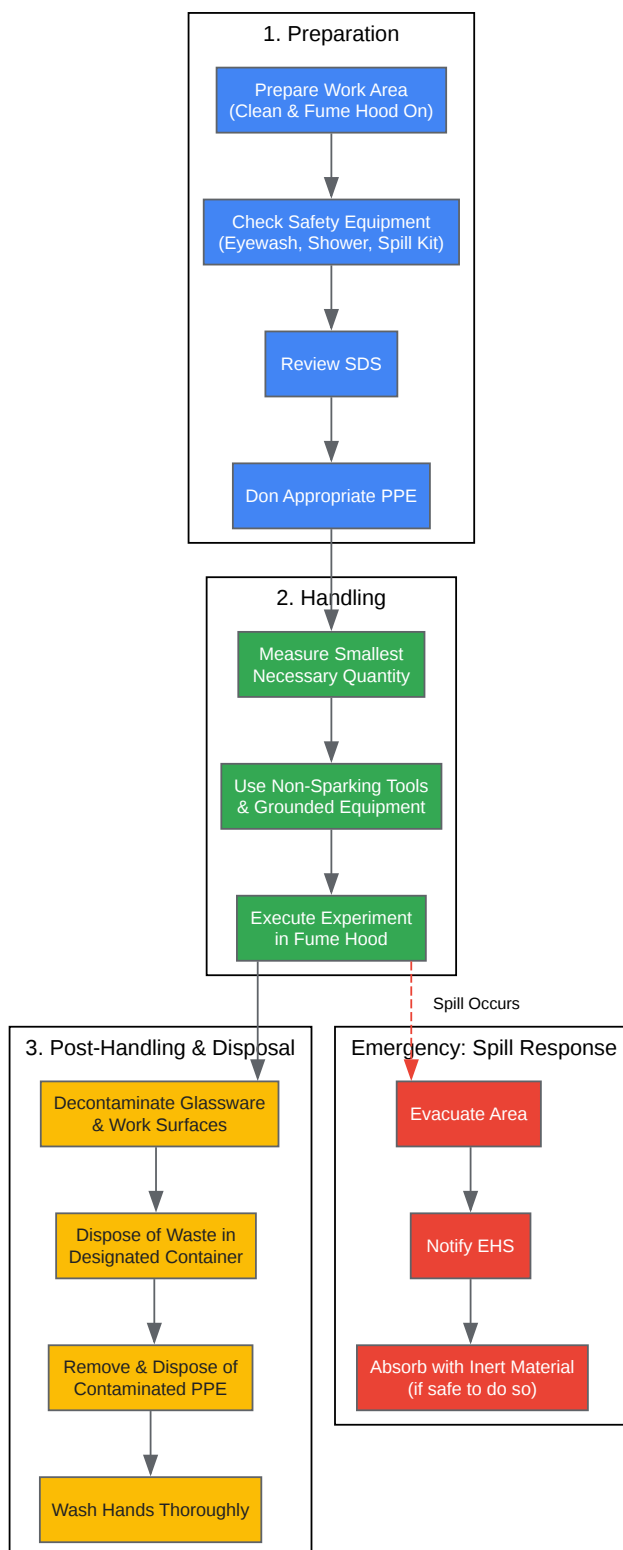 1. Preparation
Prepare Work Area
(Clean & Fume Hood On)
Check Safety Equipment
(Eyewash, Shower, Spill Kit)
Review SDS
Don Appropriate PPE
2. Handling
Measure Smallest
Necessary Quantity
Use Non-Sparking Tools
& Grounded Equipment
Execute Experiment
in Fume Hood
Spill Occurs
3. Post-Handling & Disposal
Decontaminate Glassware
& Work Surfaces
Dispose of Waste in
Designated Container
Remove & Dispose of
Contaminated PPE
Wash Hands Thoroughly
Emergency: Spill Response
Evacuate Area
Notify EHS
Absorb with Inert Material
(if safe to do so)